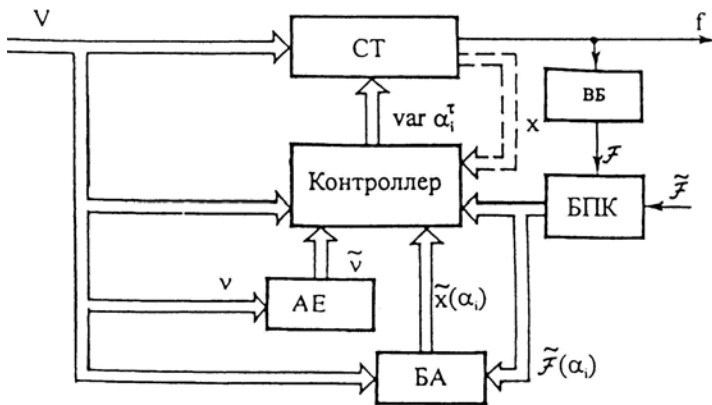 V
f
СТ
ВБ
var α_i^τ
x
ℱ
Контроллер
БПК
ℱ̃
ν
ν̃
АЕ
x̃(α_i)
БА
ℱ̃(α_i)